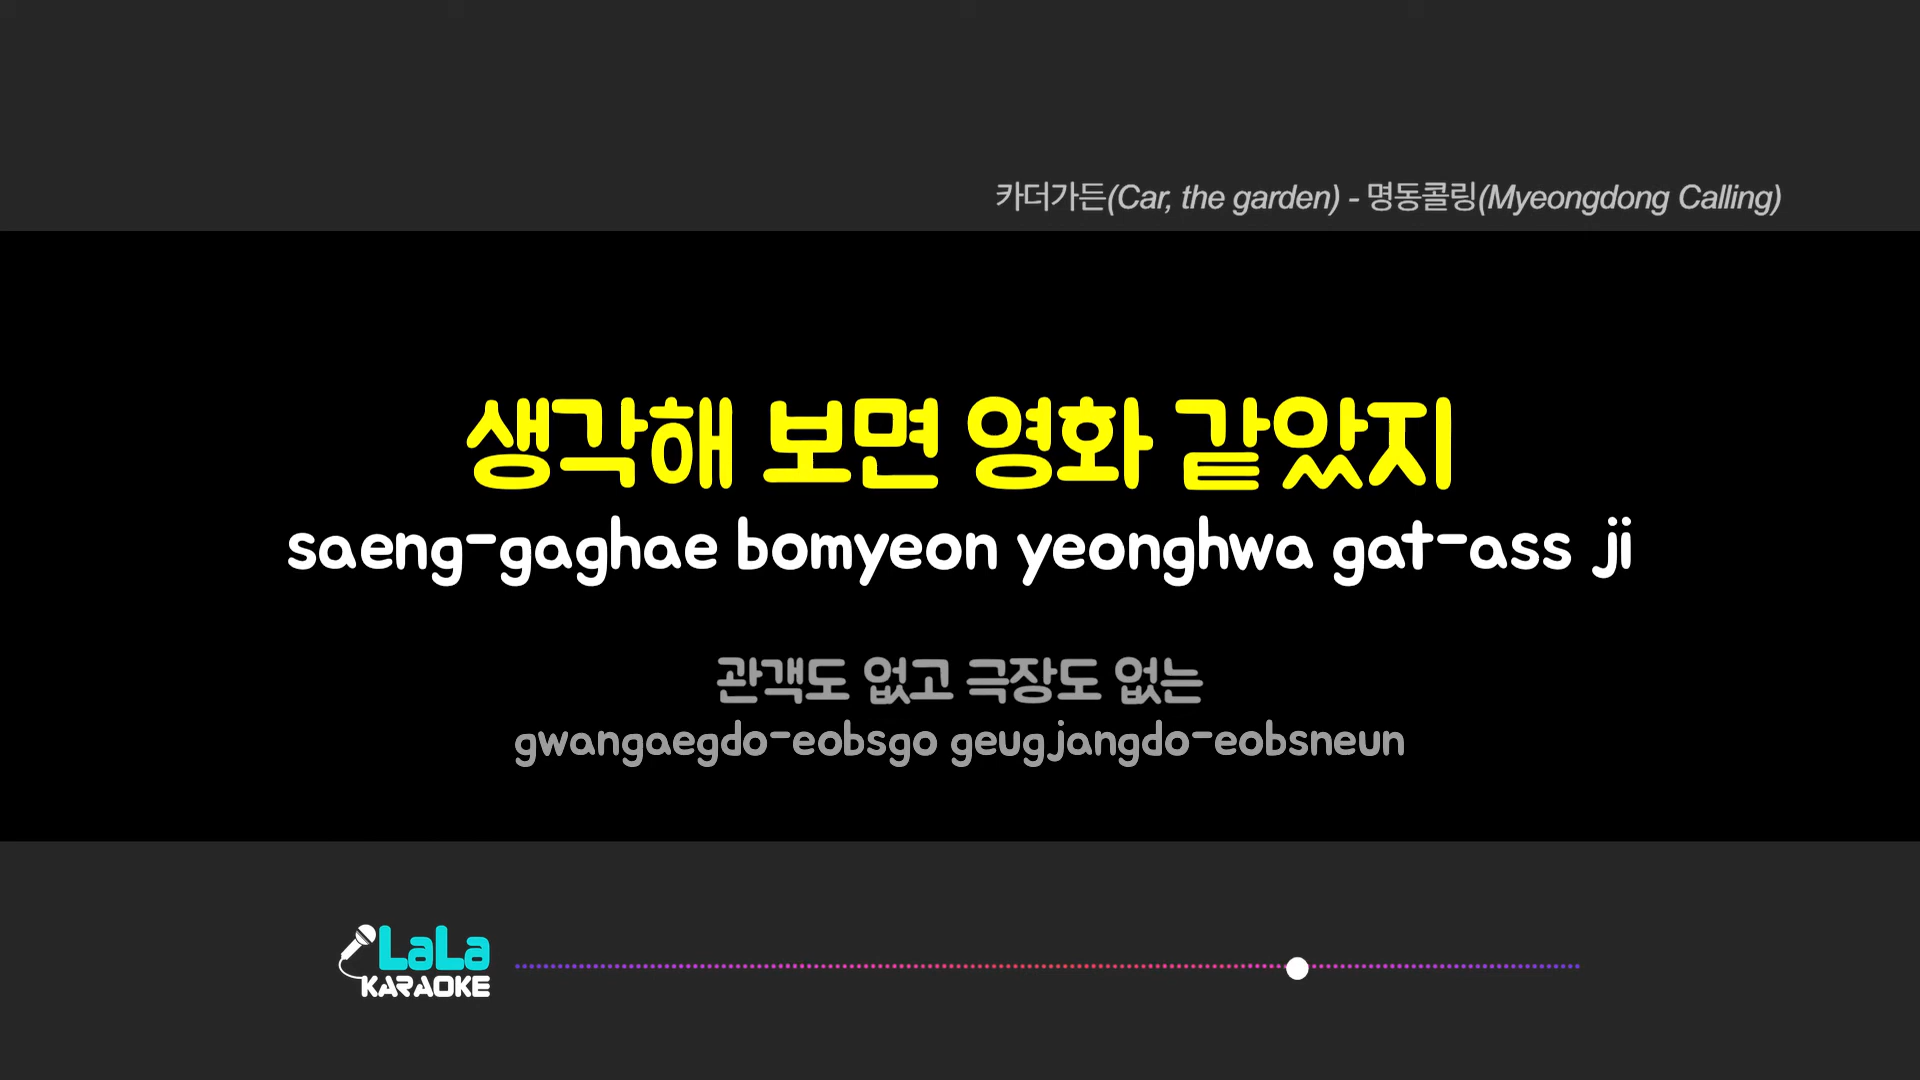 카더가든(Car, the garden) - 명동콜링(Myeongdong Calling)
생각해 보면 영화 같았지
saeng-gaghae bomyeon yeonghwa gat-ass ji
관객도 없고 극장도 없는
gwangaegdo-eobsgo geugjangdo-eobsneun
LaLa
KARAOKE